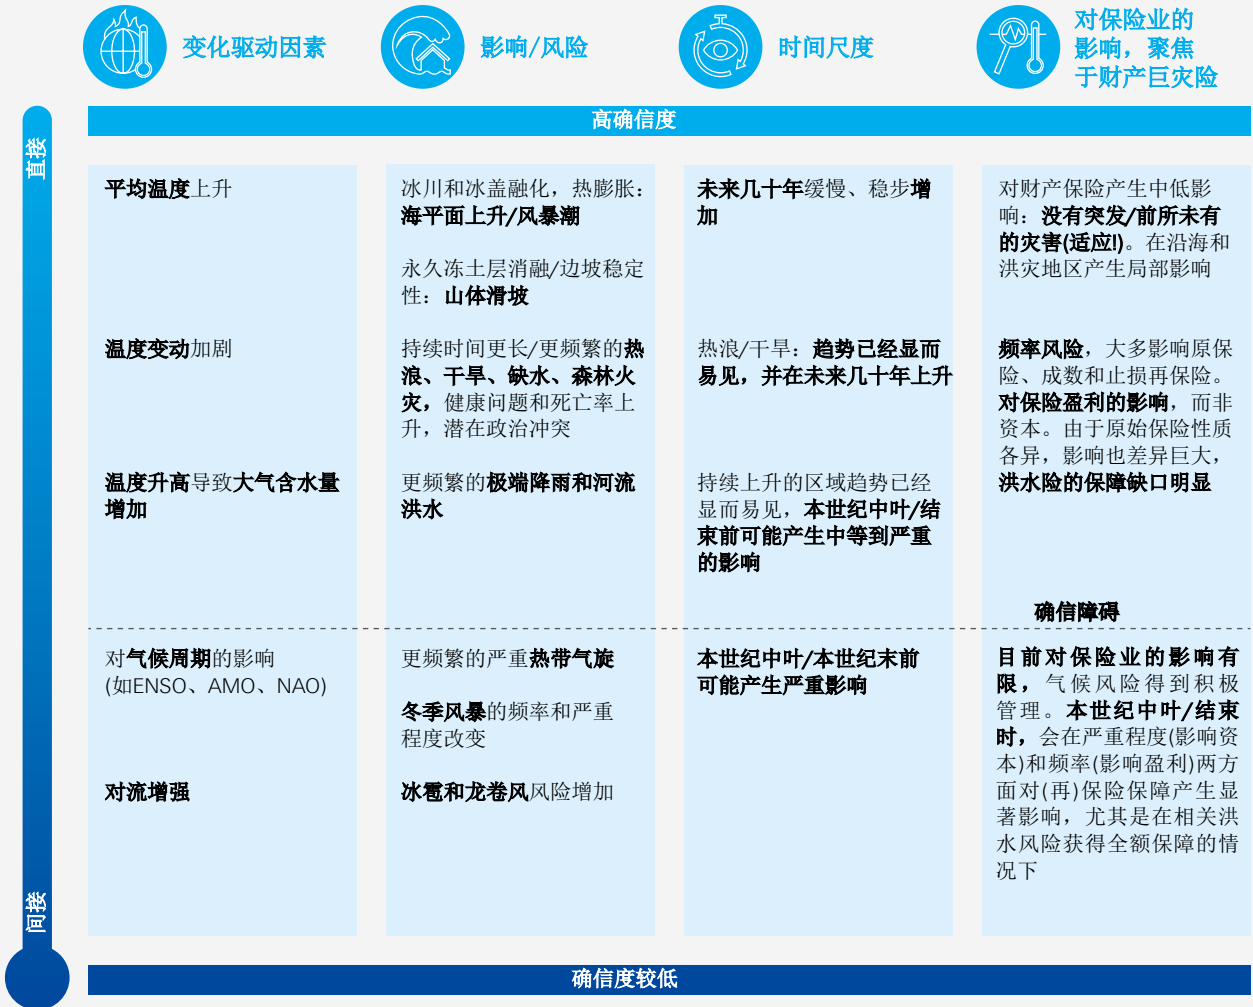 变化驱动因素
影响/风险
时间尺度
对保险业的
影响，聚焦
于财产巨灾险
高确信度
直接
平均温度上升
冰川和冰盖融化，热膨胀：
海平面上升/风暴潮
永久冻土层消融/边坡稳定
性：山体滑坡
未来几十年缓慢、稳步增
加
对财产保险产生中低影
响：没有突发/前所未有
的灾害(适应!)。在沿海和
洪灾地区产生局部影响
温度变动加剧
持续时间更长/更频繁的热
浪、干旱、缺水、森林火
灾，健康问题和死亡率上
升，潜在政治冲突
热浪/干旱：趋势已经显而
易见，并在未来几十年上升
频率风险，大多影响原保
险、成数和止损再保险。
对保险盈利的影响，而非
资本。由于原始保险性质
各异，影响也差异巨大，
洪水险的保障缺口明显
温度升高导致大气含水量
增加
更频繁的极端降雨和河流
洪水
持续上升的区域趋势已经
显而易见，本世纪中叶/结
束前可能产生中等到严重
的影响
确信障碍
对气候周期的影响
(如ENSO、AMO、NAO)
更频繁的严重热带气旋
冬季风暴的频率和严重
程度改变
本世纪中叶/本世纪末前
可能产生严重影响
目前对保险业的影响有
限，气候风险得到积极
管理。本世纪中叶/结束
时，会在严重程度(影响资
本)和频率(影响盈利)两方
面对(再)保险保障产生显
著影响，尤其是在相关洪
水风险获得全额保障的情
况下
对流增强
冰雹和龙卷风风险增加
间接
确信度较低